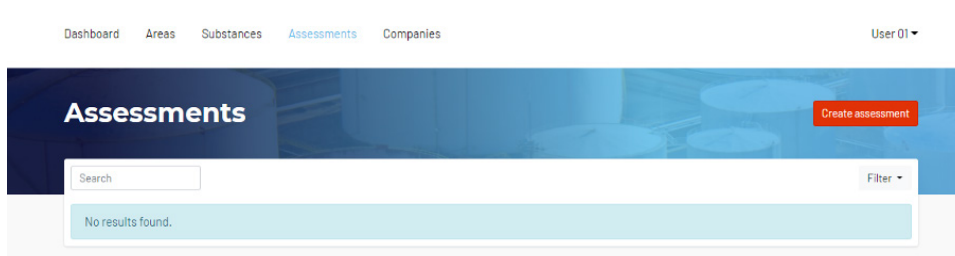 Dashboard Areas Substances Assessments Companies User 01
Assessments
Create assessment
Search
Filter
No results found.